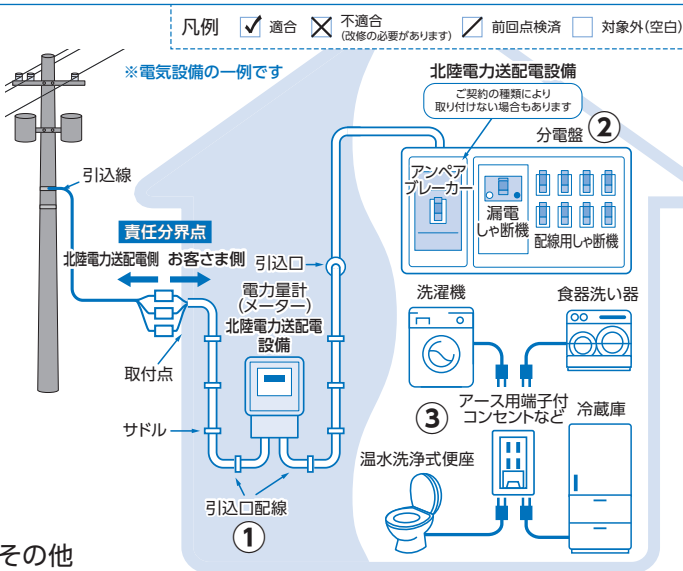 凡例 適合 不適合 (改修の必要があります) 前回点検済 対象外(空白)
※電気設備の一例です
北陸電力送配電設備
ご契約の種類により
取り付けない場合もあります
分電盤 ②
アンペア
ブレーカー
漏電
しゃ断機
配線用しゃ断機
引込線
責任分界点
北陸電力送配電側 お客さま側
引込口
電力量計
(メーター)
北陸電力送配電
設備
取付点
サドル
引込口配線
①
洗濯機
食器洗い器
③
アース用端子付
コンセントなど
冷蔵庫
温水洗浄式便座
その他